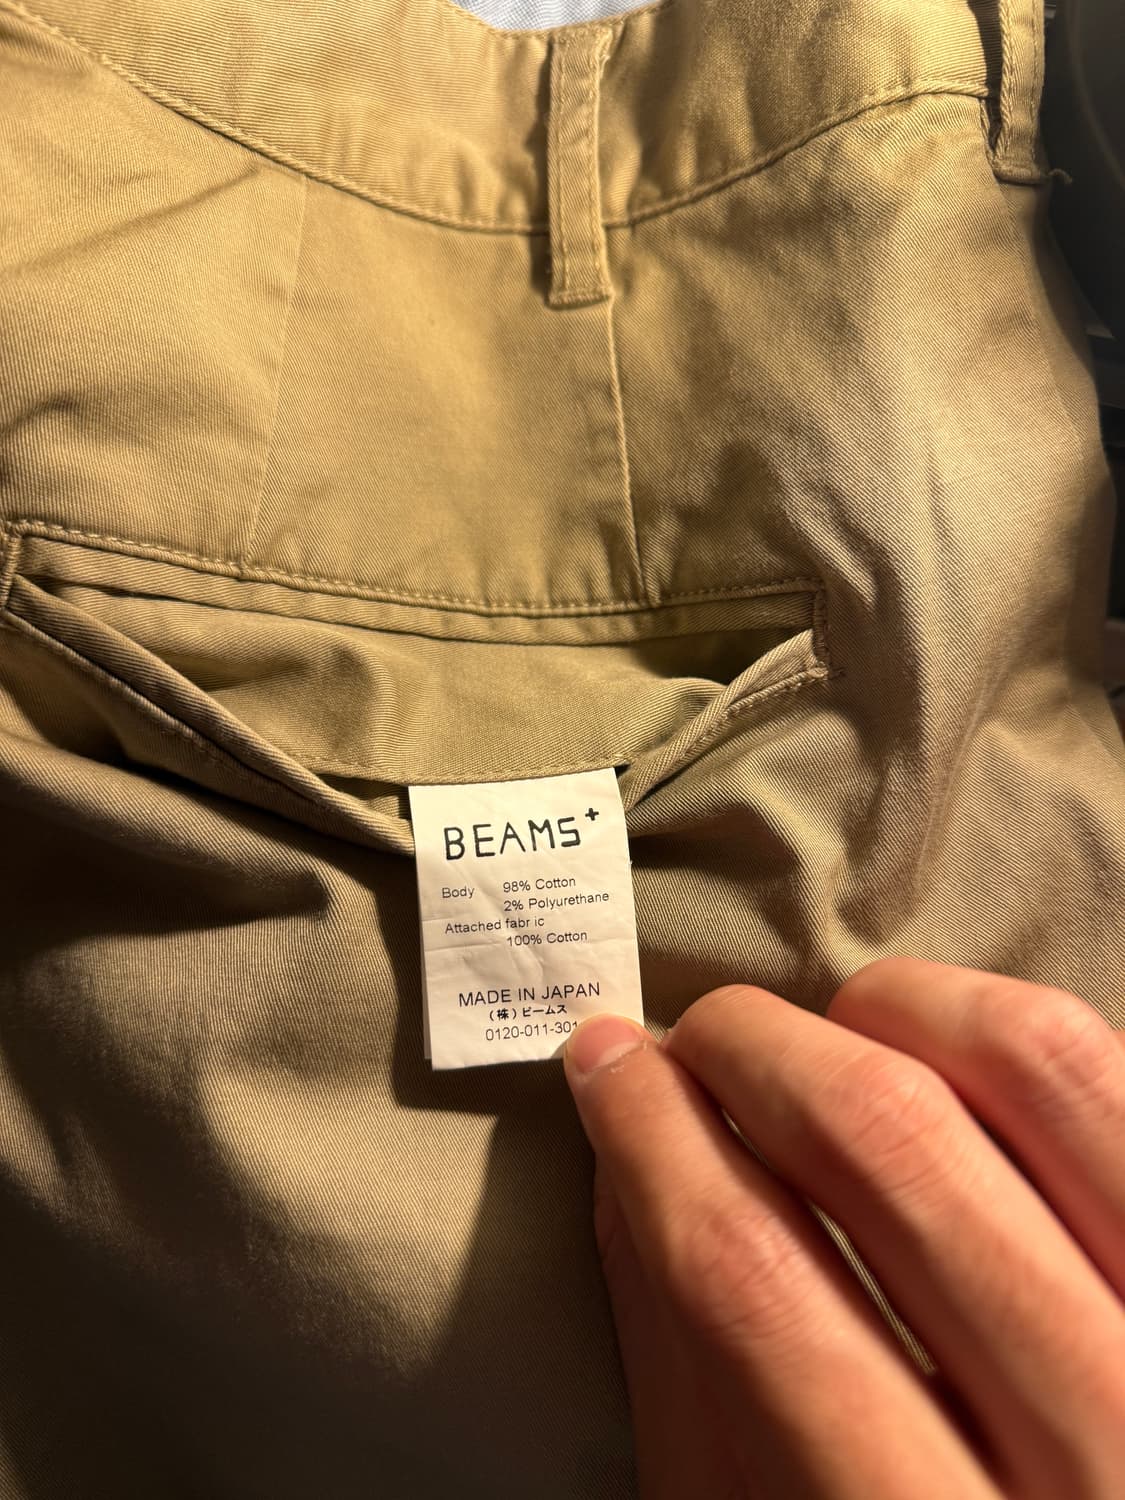 BEAMS+
Body 98% Cotton
2% Polyurethane
Attached fabr ic
100% Cotton
MADE IN JAPAN
(株)ビームス
0120-011-301